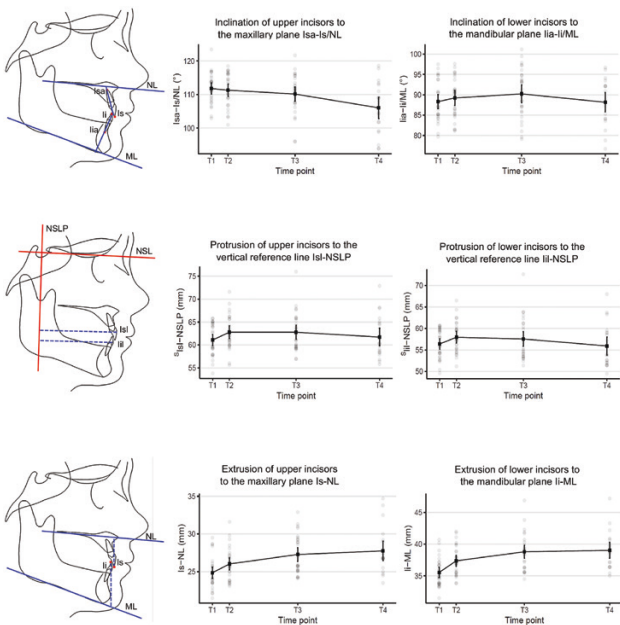 NL
Isa
Ii
Is
Iia
ML
Inclination of upper incisors to
the maxillary plane Isa-Is/NL
Isa-Is/NL (°)
120
110
100
T1
T2
T3
T4
Time point
Inclination of lower incisors to
the mandibular plane Iia-Ii/ML
Iia-Ii/ML (°)
100
95
90
85
80
T1
T2
T3
T4
Time point
NSLP
NSL
Isl
Iil
Protrusion of upper incisors to the
vertical reference line Isl-NSLP
sIsl-NSLP (mm)
75
70
65
60
55
T1
T2
T3
T4
Time point
Protrusion of lower incisors to the
vertical reference line Iil-NSLP
sIil-NSLP (mm)
70
65
60
55
50
T1
T2
T3
T4
Time point
NL
Ii
Is
ML
Extrusion of upper incisors
to the maxillary plane Is-NL
Is-NL (mm)
35
30
25
T1
T2
T3
T4
Time point
Extrusion of lower incisors to
the mandibular plane Ii-ML
Ii-ML (mm)
45
40
35
T1
T2
T3
T4
Time point